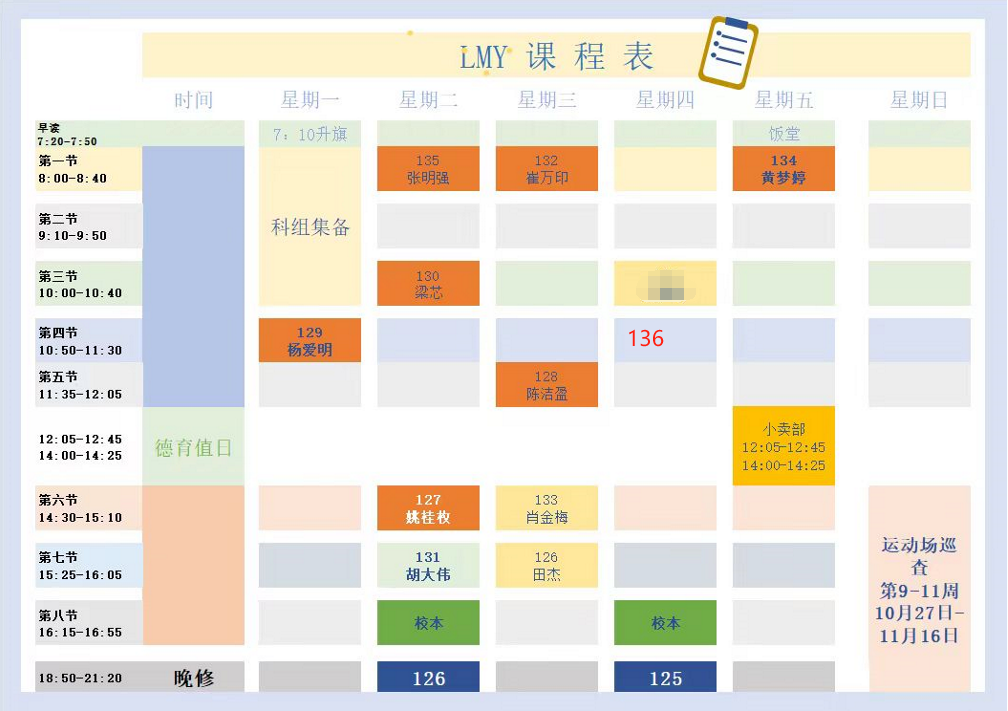 LMY 课 程 表
时间 星期一 星期二 星期三 星期四 星期五 星期日
早读
7:20-7:50
7：10升旗
饭堂
第一节
8:00-8:40
135
张明强
132
崔万印
134
黄梦婷
科组集备
第二节
9:10-9:50
第三节
10:00-10:40
130
梁芯
第四节
10:50-11:30
129
杨爱明
136
第五节
11:35-12:05
128
陈洁盈
12:05-12:45
14:00-14:25
德育值日
小卖部
12:05-12:45
14:00-14:25
第六节
14:30-15:10
127
姚桂枚
133
肖金梅
第七节
15:25-16:05
131
胡大伟
126
田杰
运动场巡
查
第9-11周
10月27日-
11月16日
第八节
16:15-16:55
校本
校本
18:50-21:20
晚修
126
125